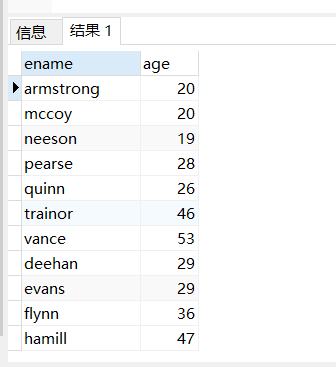 信息 结果 1
ename age
armstrong 20
mccoy 20
neeson 19
pearse 28
quinn 26
trainor 46
vance 53
deehan 29
evans 29
flynn 36
hamill 47